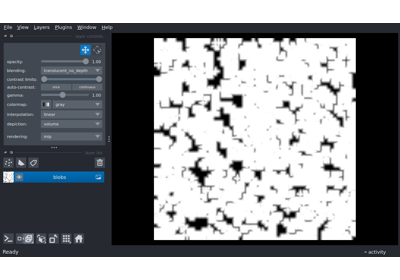 File View Layers Plugins Window Help
opacity: 1.00
blending: translucent_no_depth
contrast limits:
auto-contrast: once continuous
gamma: 1.00
colormap: gray
interpolation: linear
depiction: volume
rendering: mip
blobs
Ready
activity